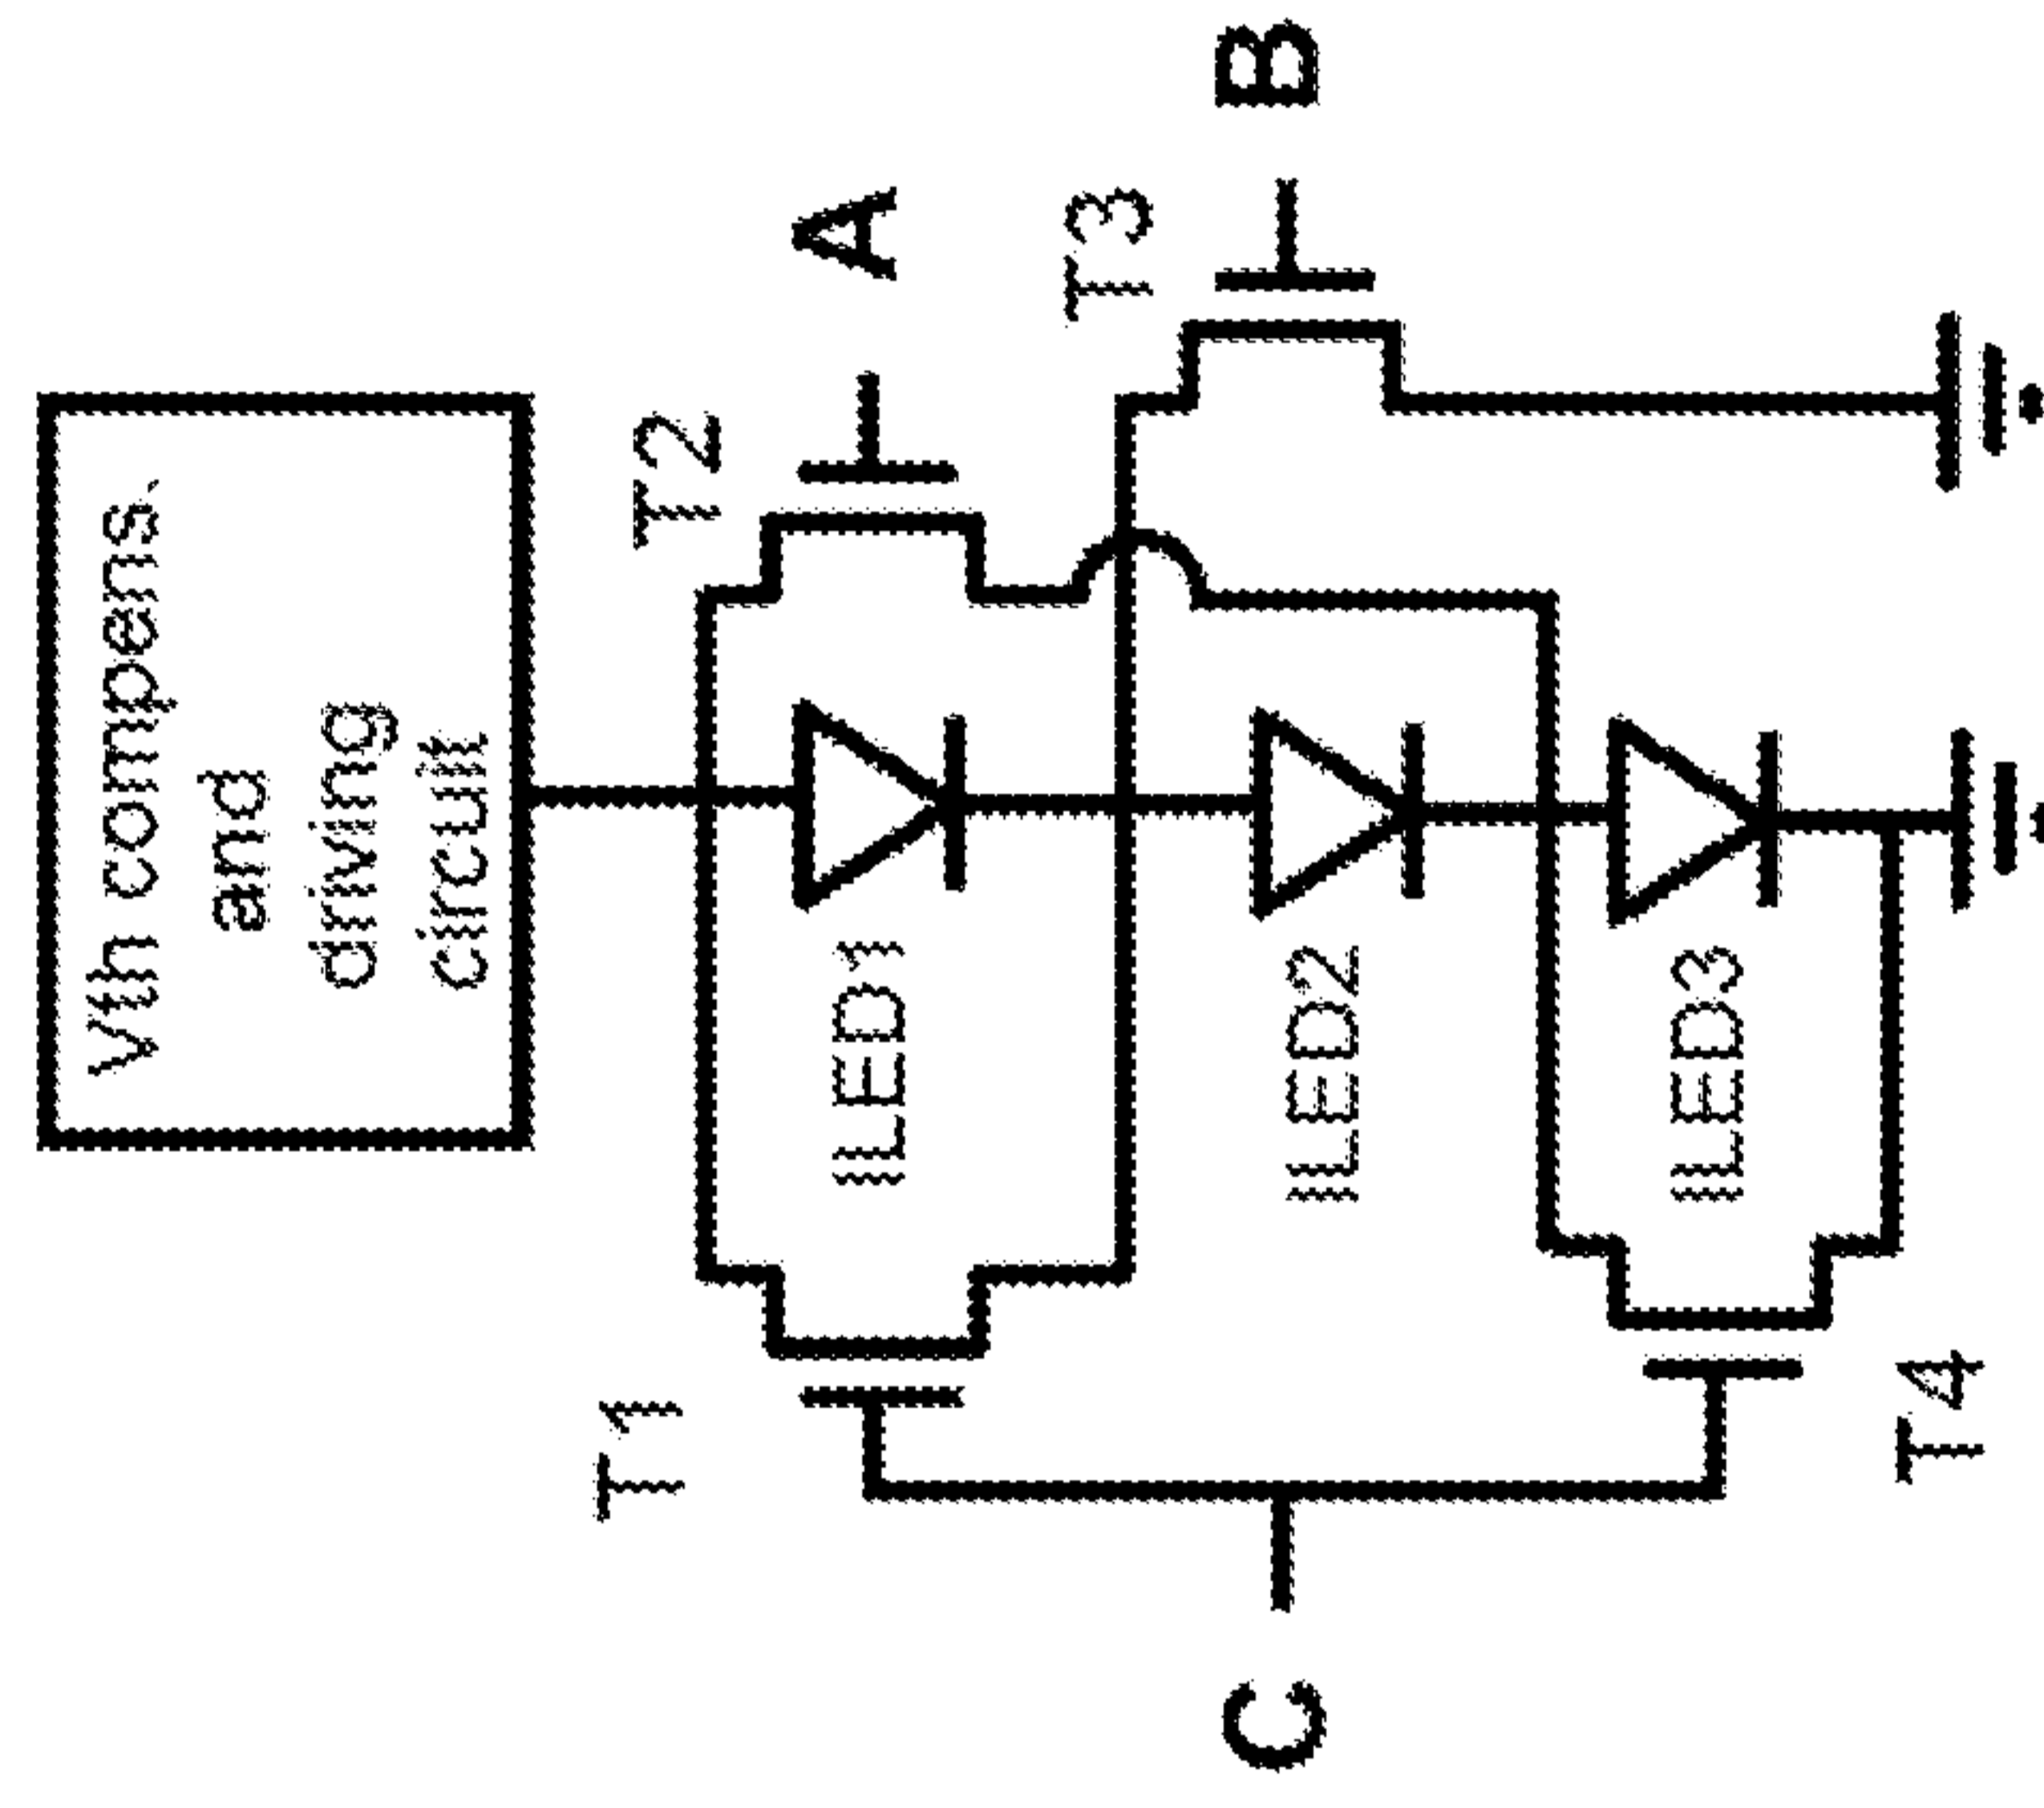 Vth compens.
and
driving
circuit
T2
A
T3
B
T1
ILED1
ILED2
ILED3
C
T4